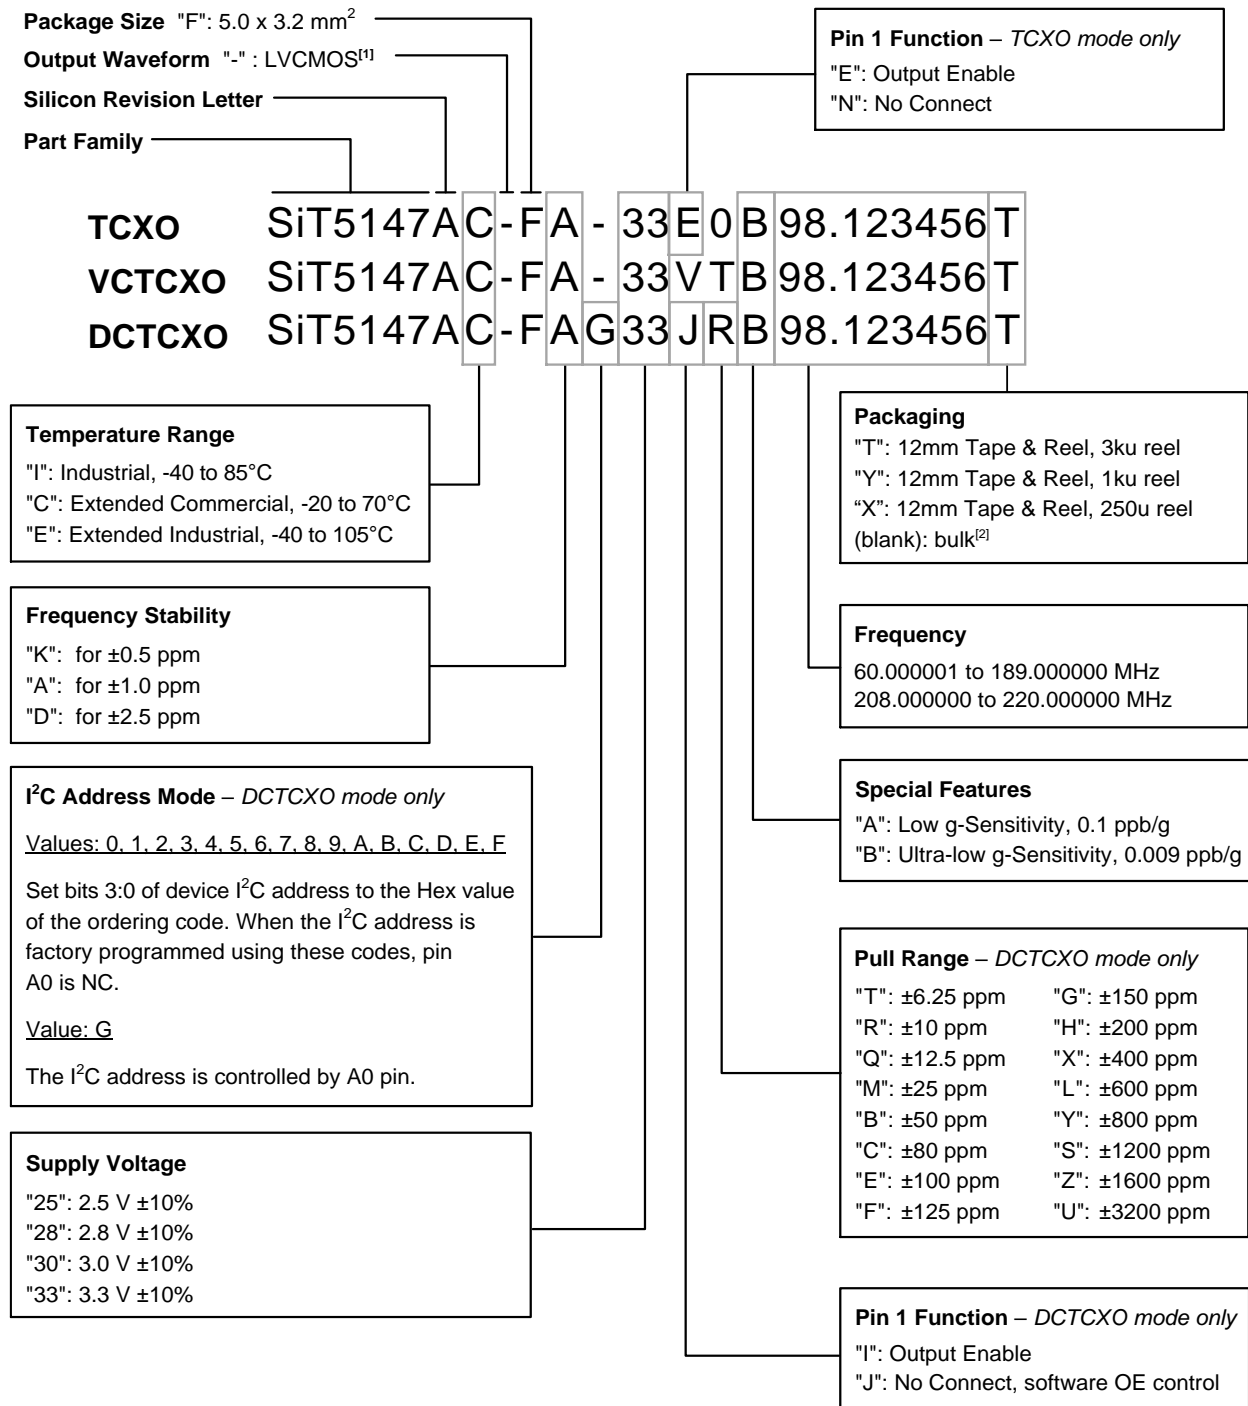 Package Size "F": 5.0 x 3.2 mm2
Output Waveform "-" : LVCMOS[1]
Silicon Revision Letter
Part Family
Pin 1 Function – TCXO mode only
"E": Output Enable
"N": No Connect
TCXO SiT5147AC-FA-33E0B98.123456T
VCTCXO SiT5147AC-FA-33VTB98.123456T
DCTCXO SiT5147AC-FAG33JRB98.123456T
Temperature Range
"I": Industrial, -40 to 85°C
"C": Extended Commercial, -20 to 70°C
"E": Extended Industrial, -40 to 105°C
Frequency Stability
"K": for ±0.5 ppm
"A": for ±1.0 ppm
"D": for ±2.5 ppm
I2C Address Mode – DCTCXO mode only
Values: 0, 1, 2, 3, 4, 5, 6, 7, 8, 9, A, B, C, D, E, F
Set bits 3:0 of device I2C address to the Hex value
of the ordering code. When the I2C address is
factory programmed using these codes, pin
A0 is NC.
Value: G
The I2C address is controlled by A0 pin.
Supply Voltage
"25": 2.5 V ±10%
"28": 2.8 V ±10%
"30": 3.0 V ±10%
"33": 3.3 V ±10%
Packaging
"T": 12mm Tape & Reel, 3ku reel
"Y": 12mm Tape & Reel, 1ku reel
“X”: 12mm Tape & Reel, 250u reel
(blank): bulk[2]
Frequency
60.000001 to 189.000000 MHz
208.000000 to 220.000000 MHz
Special Features
"A": Low g-Sensitivity, 0.1 ppb/g
"B": Ultra-low g-Sensitivity, 0.009 ppb/g
Pull Range – DCTCXO mode only
"T": ±6.25 ppm "G": ±150 ppm
"R": ±10 ppm "H": ±200 ppm
"Q": ±12.5 ppm "X": ±400 ppm
"M": ±25 ppm "L": ±600 ppm
"B": ±50 ppm "Y": ±800 ppm
"C": ±80 ppm "S": ±1200 ppm
"E": ±100 ppm "Z": ±1600 ppm
"F": ±125 ppm "U": ±3200 ppm
Pin 1 Function – DCTCXO mode only
"I": Output Enable
"J": No Connect, software OE control